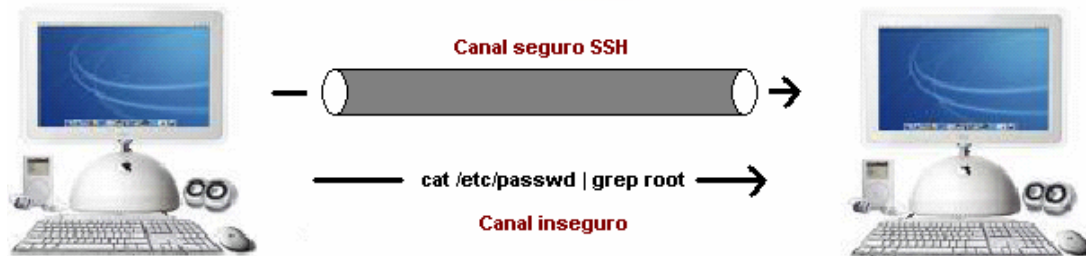 Canal seguro SSH
cat /etc/passwd | grep root
Canal inseguro